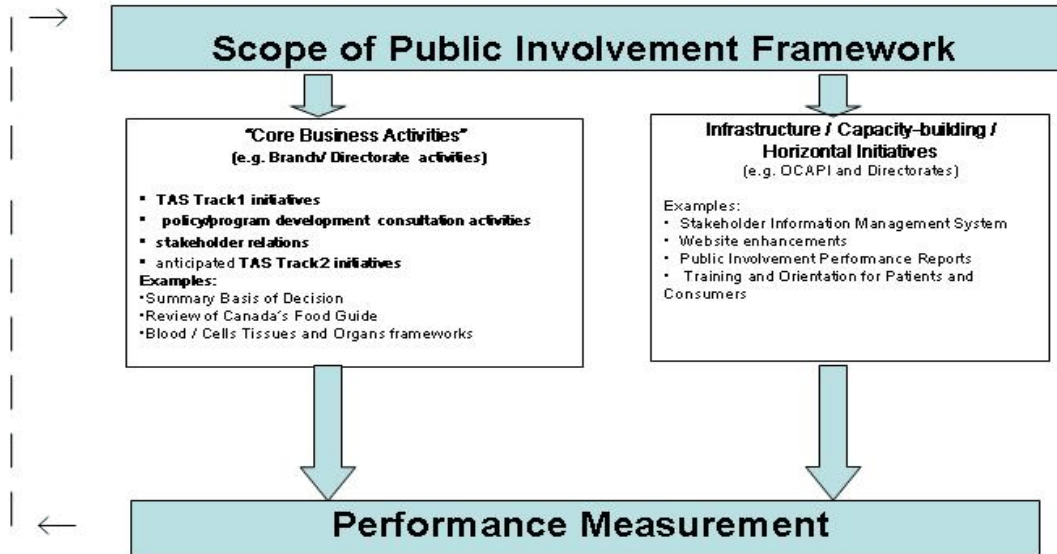 Scope of Public Involvement Framework
"Core Business Activities"
(e.g. Branch/ Directorate activities)
▪ TAS Track1 initiatives
▪ policy/program development consultation activities
▪ stakeholder relations
▪ anticipated TAS Track2 initiatives
Examples:
•Summary Basis of Decision
•Review of Canada's Food Guide
•Blood / Cells Tissues and Organs frameworks
Infrastructure / Capacity-building /
Horizontal Initiatives
(e.g. OCAPI and Directorates)
Examples:
• Stakeholder Information Management System
• Website enhancements
• Public Involvement Performance Reports
• Training and Orientation for Patients and
Consumers
Performance Measurement